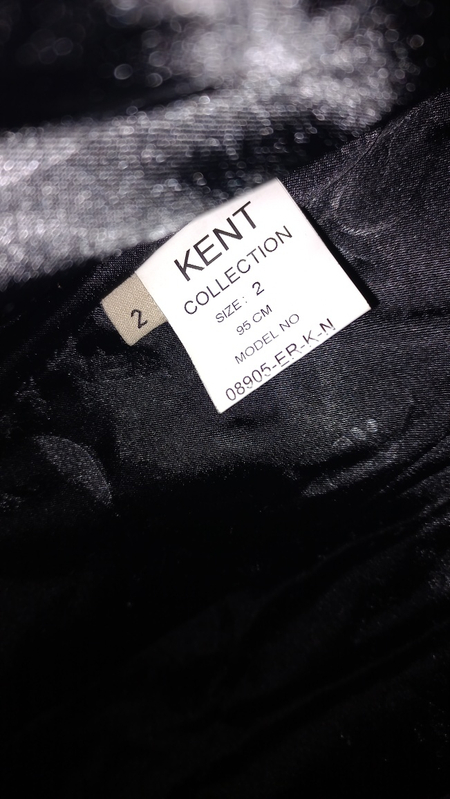 KENT
COLLECTION
SIZE: 2
95 CM
MODEL NO
08905-ER-K-N
2